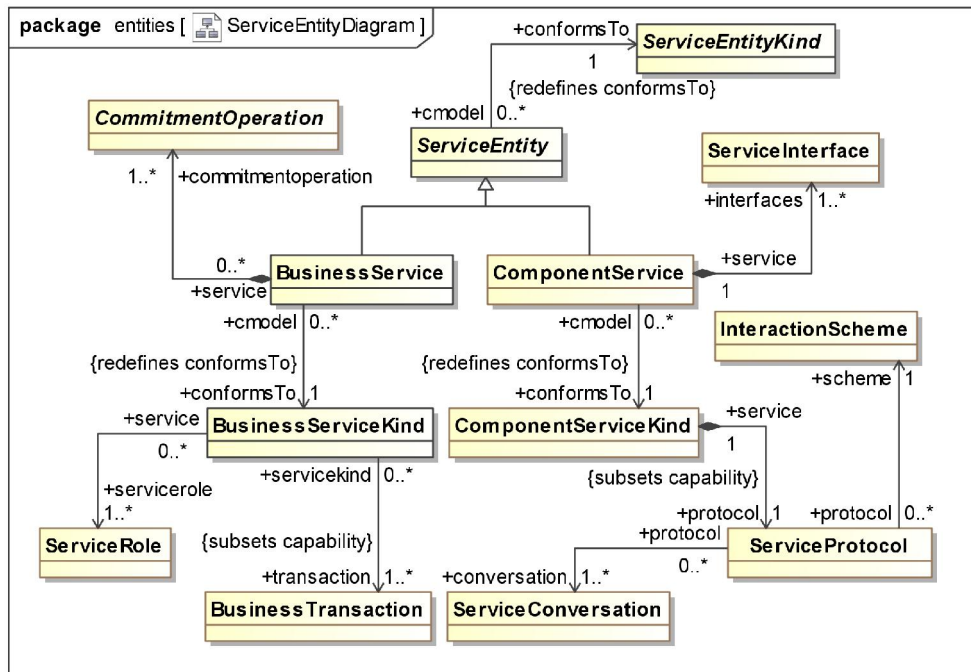 package entities [ ServiceEntityDiagram ]
+conformsTo
1
ServiceEntityKind
{redefines conformsTo}
+cmodel 0..*
CommitmentOperation
ServiceEntity
ServiceInterface
1..* +commitmentoperation
+interfaces 1..*
0..*
+service
BusinessService
ComponentService
+service
1
+cmodel 0..*
+cmodel 0..*
InteractionScheme
{redefines conformsTo}
{redefines conformsTo}
+scheme 1
+conformsTo 1
+conformsTo 1
+service
0..*
BusinessServiceKind
ComponentServiceKind
+service
1
+servicekind 0..*
{subsets capability}
+servicerole
1..*
+protocol 1
+protocol 0..*
ServiceRole
{subsets capability}
+protocol
0..*
ServiceProtocol
+transaction 1..*
+conversation 1..*
BusinessTransaction
ServiceConversation